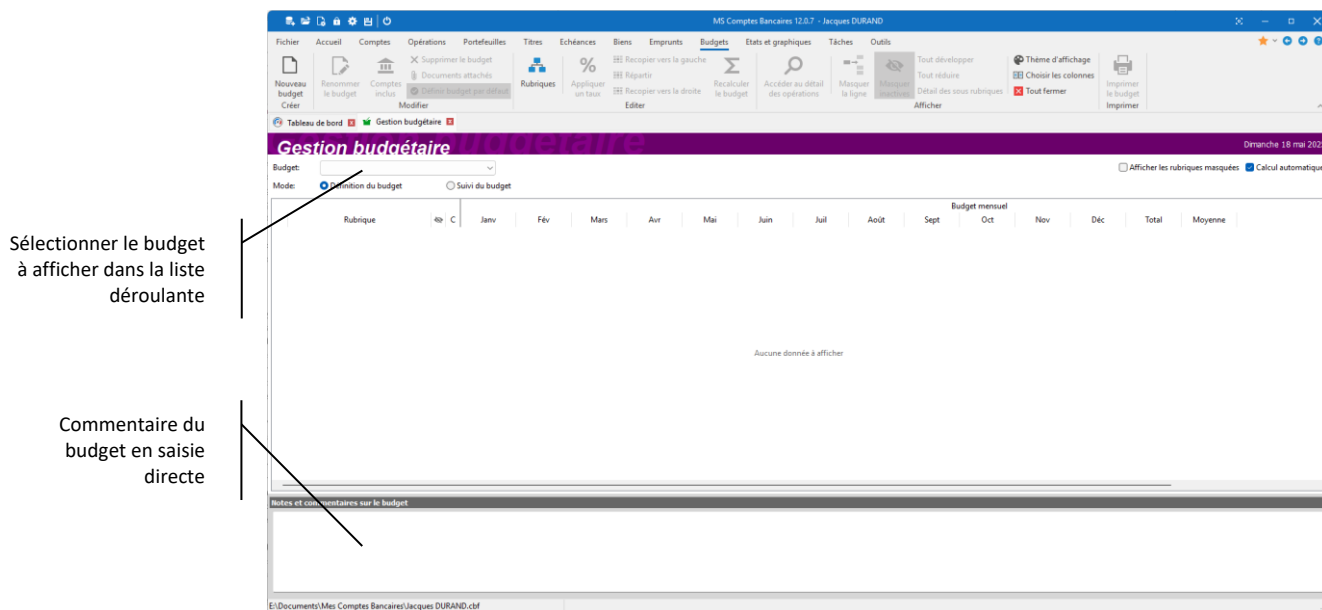 MS Comptes Bancaires 12.0.7 - Jacques DURAND
Fichier Accueil Comptes Opérations Portefeuilles Titres Echéances Biens Emprunts Budgets Etats et graphiques Tâches Outils
Nouveau budget
Créer
Renommer le budget
Comptes inclus
Supprimer le budget
Documents attachés
Définir budget par défaut
Modifier
Rubriques
Appliquer un taux
Recopier vers la gauche
Répartir
Recopier vers la droite
Recalculer le budget
Editer
Accéder au détail des opérations
Masquer la ligne
Masquer inactives
Tout développer
Tout réduire
Détail des sous rubriques
Thème d'affichage
Choisir les colonnes
Tout fermer
Afficher
Imprimer le budget
Imprimer
Tableau de bord Gestion budgétaire
Gestion budgétaire
Dimanche 18 mai 202
Budget: Afficher les rubriques masquées Calcul automatique
Mode: Définition du budget Suivi du budget
Budget mensuel
Rubrique C Janv Fév Mars Avr Mai Juin Juil Août Sept Oct Nov Déc Total Moyenne
Sélectionner le budget
à afficher dans la liste
déroulante
Aucune donnée à afficher
Commentaire du
budget en saisie
directe
Notes et commentaires sur le budget
E:\Documents\Mes Comptes Bancaires\Jacques DURAND.cbf